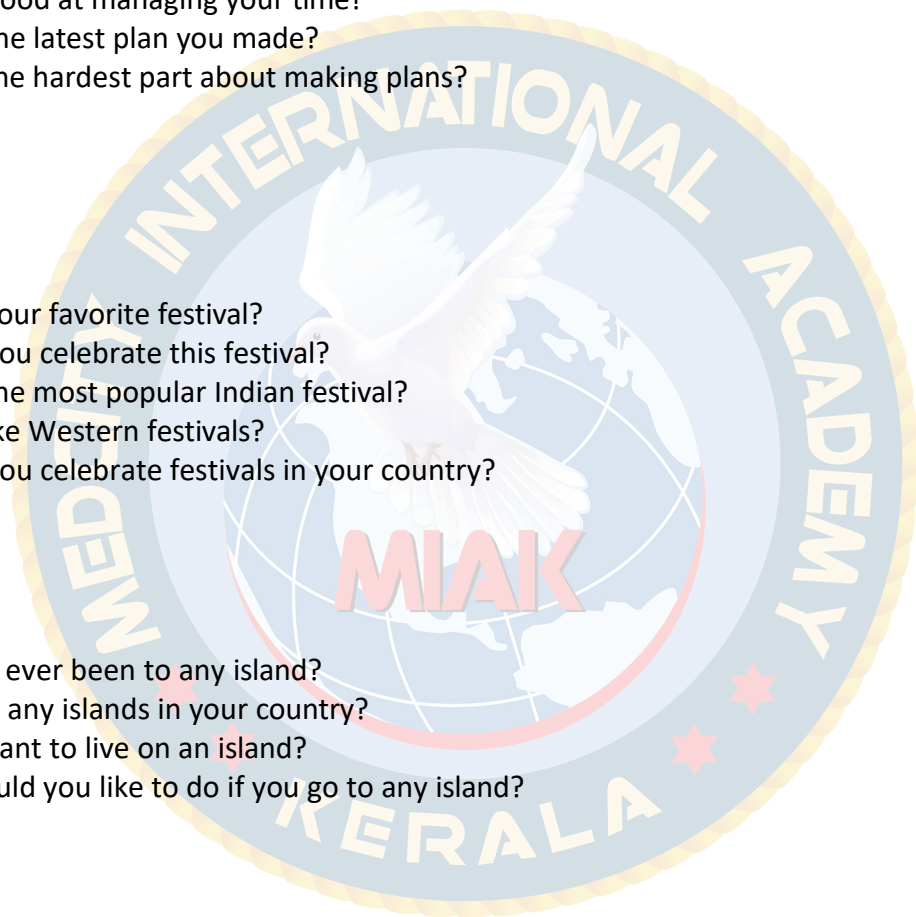 ood at managing your time?
he latest plan you made?
he hardest part about making plans?
our favorite festival?
ou celebrate this festival?
he most popular Indian festival?
ke Western festivals?
ou celebrate festivals in your country?
ever been to any island?
any islands in your country?
ant to live on an island?
uld you like to do if you go to any island?
MEDCITY INTERNATIONAL ACADEMY
MIAK
KERALA